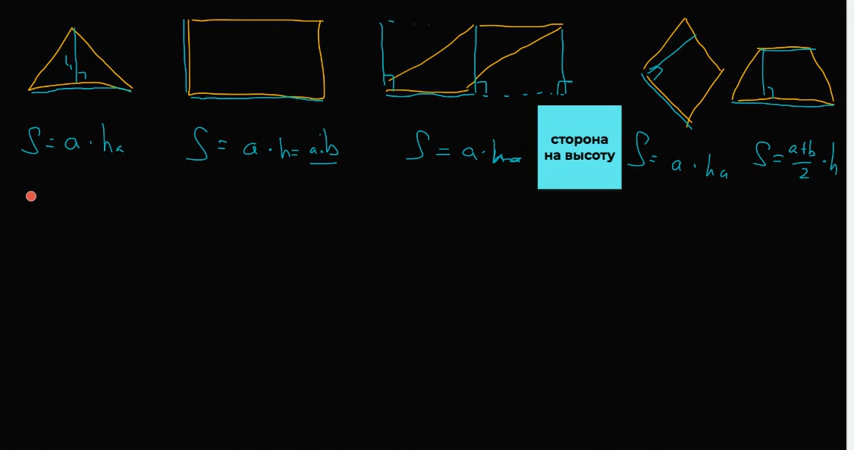 h
S = a · hₐ
S = a · h = a·b
S = a · hₐ
сторона
на высоту
S = a · hₐ
S = a+b/2 · h